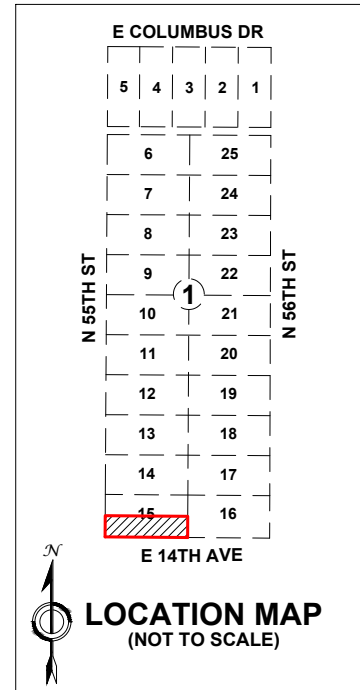 E COLUMBUS DR
5 4 3 2 1
6 25
7 24
8 23
9 22
1
N 55TH ST
N 56TH ST
10 21
11 20
12 19
13 18
14 17
15 16
E 14TH AVE
N
LOCATION MAP
(NOT TO SCALE)